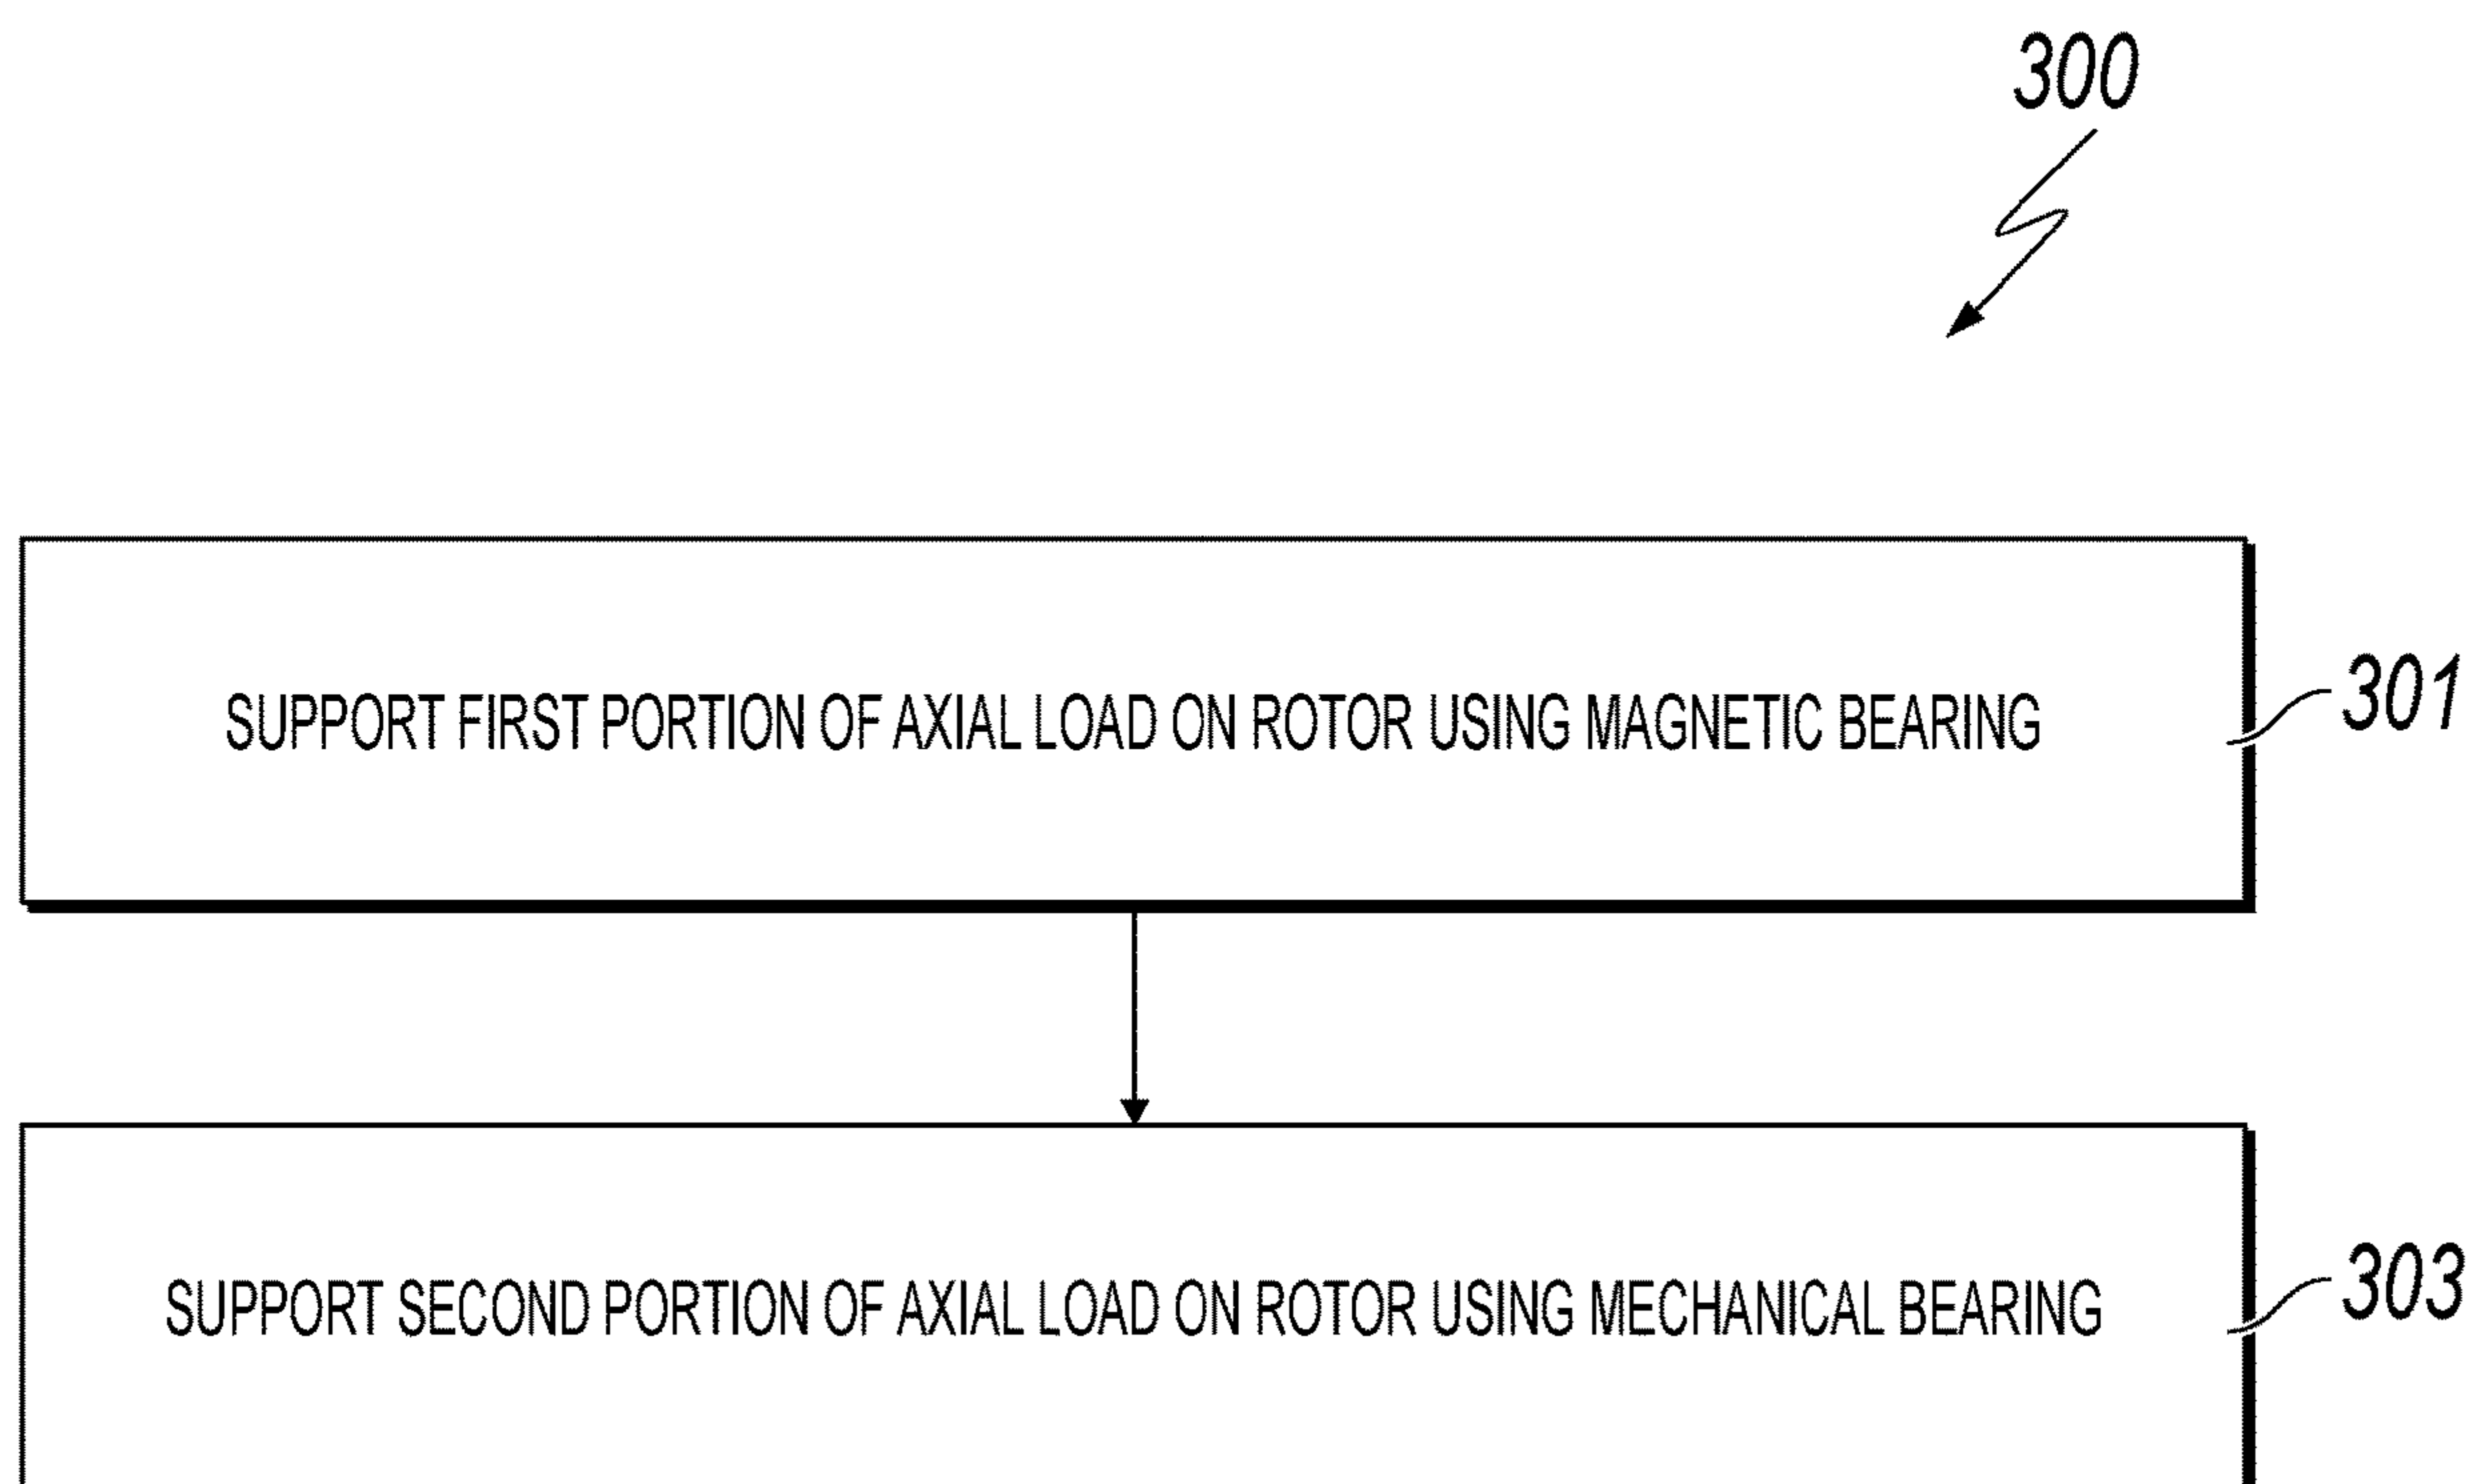 300
SUPPORT FIRST PORTION OF AXIAL LOAD ON ROTOR USING MAGNETIC BEARING
301
SUPPORT SECOND PORTION OF AXIAL LOAD ON ROTOR USING MECHANICAL BEARING
303